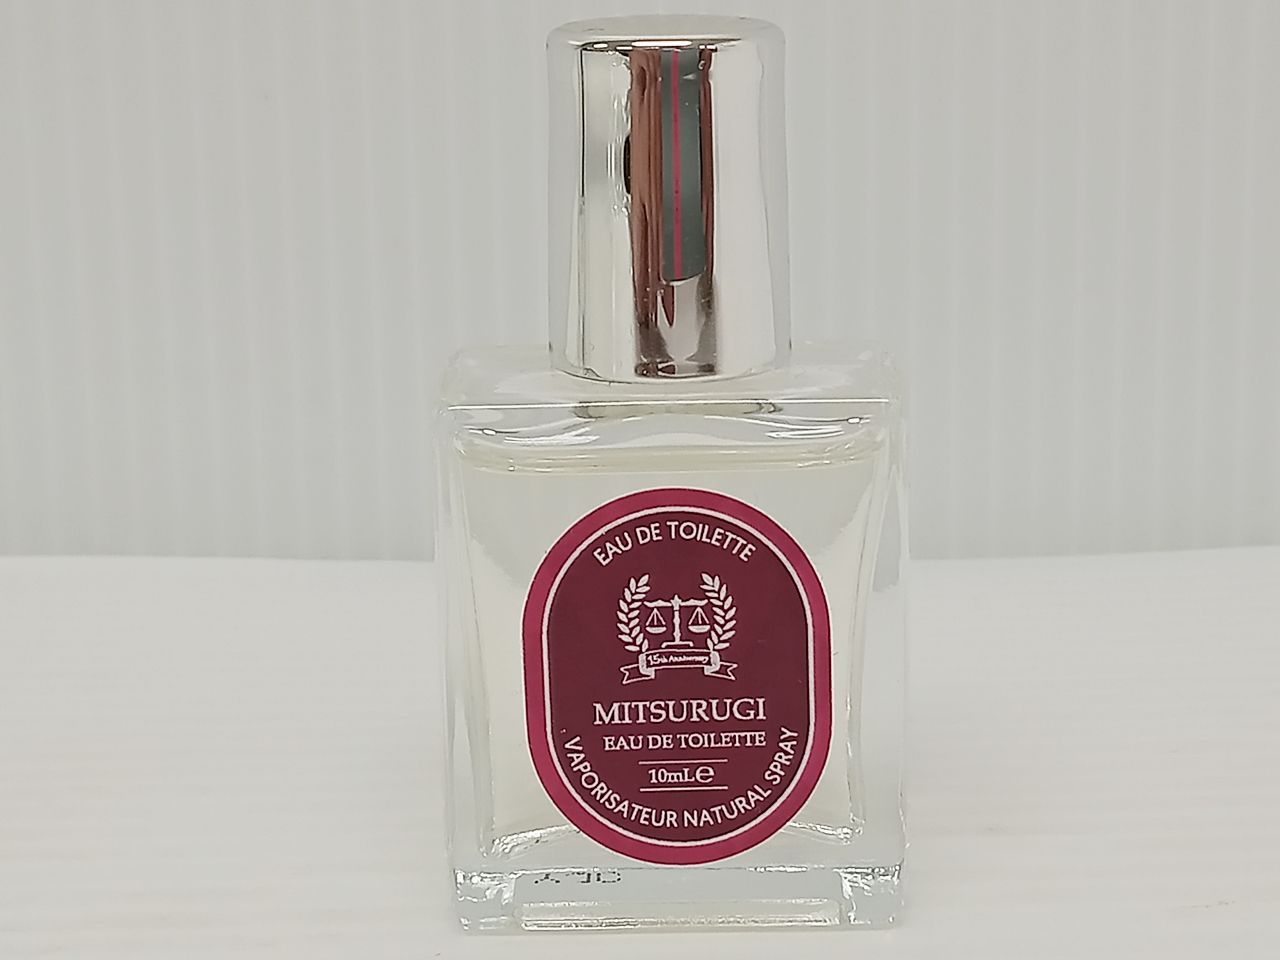 EAU DE TOILETTE
15th Anniversary
MITSURUGI
EAU DE TOILETTE
10mL℮
VAPORISATEUR NATURAL SPRAY